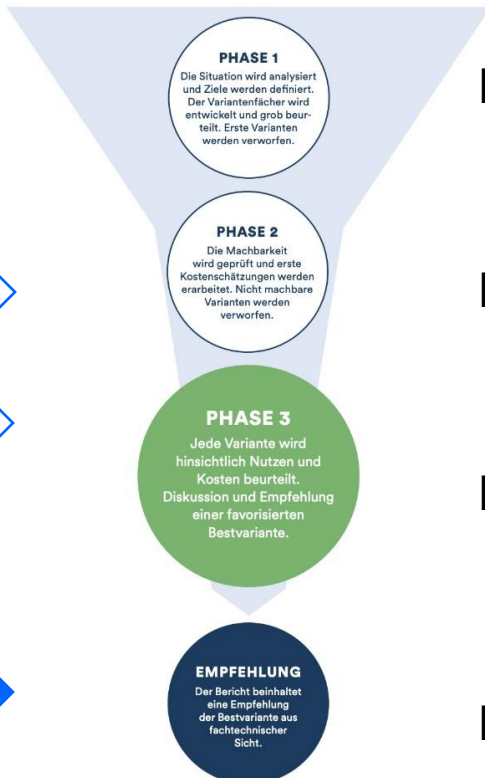 PHASE 1
Die Situation wird analysiert
und Ziele werden definiert.
Der Variantenfächer wird
entwickelt und grob beur-
teilt. Erste Varianten
werden verworfen.
PHASE 2
Die Machbarkeit
wird geprüft und erste
Kostenschätzungen werden
erarbeitet. Nicht machbare
Varianten werden
verworfen.
PHASE 3
Jede Variante wird
hinsichtlich Nutzen und
Kosten beurteilt.
Diskussion und Empfehlung
einer favorisierten
Bestvariante.
EMPFEHLUNG
Der Bericht beinhaltet
eine Empfehlung
der Bestvariante aus
fachtechnischer
Sicht.